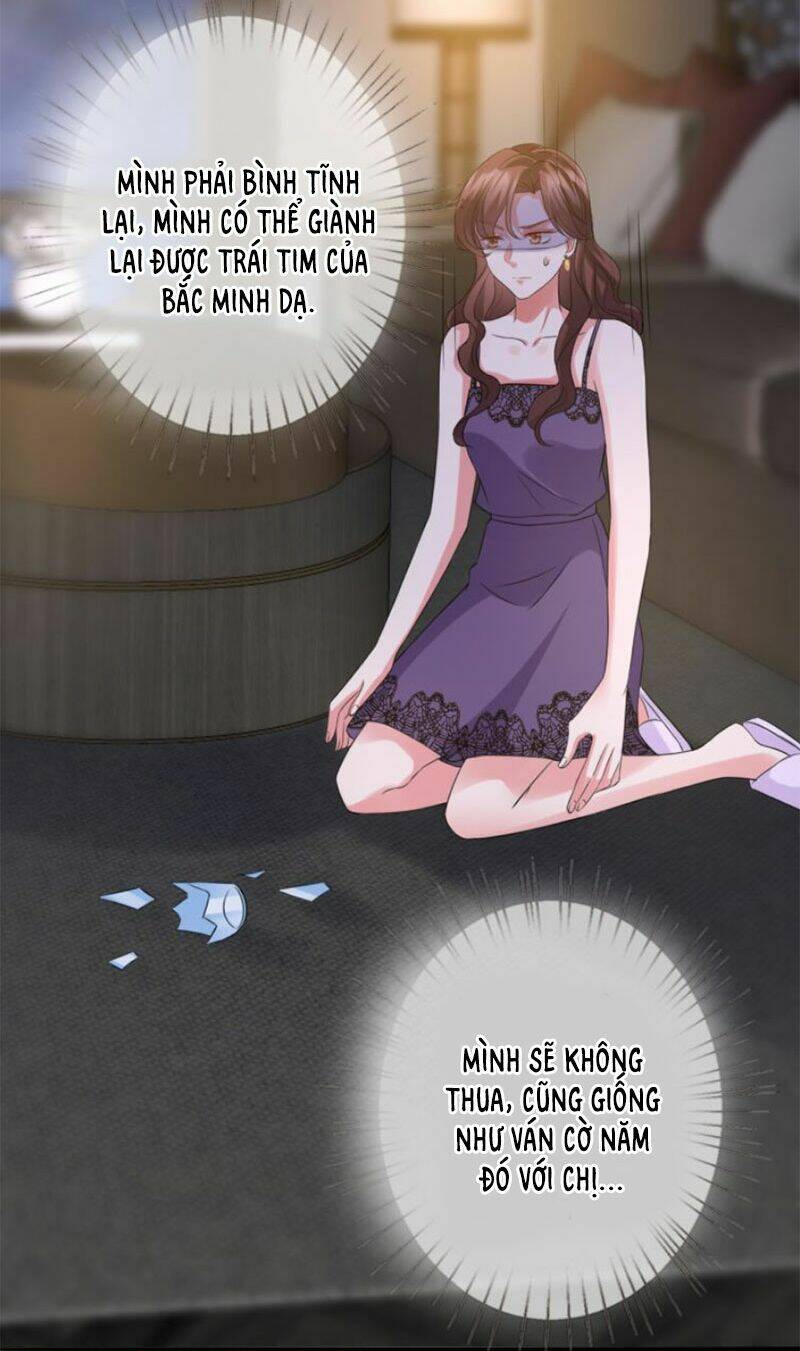 MÌNH PHẢI BÌNH TĨNH
LẠI, MÌNH CÓ THỂ GIÀNH
LẠI ĐƯỢC TRÁI TIM CỦA
BẮC MINH DẠ.
MÌNH SẼ KHÔNG
THUA, CŨNG GIỐNG
NHƯ VÁN CỜ NĂM
ĐÓ VỚI CHỊ...